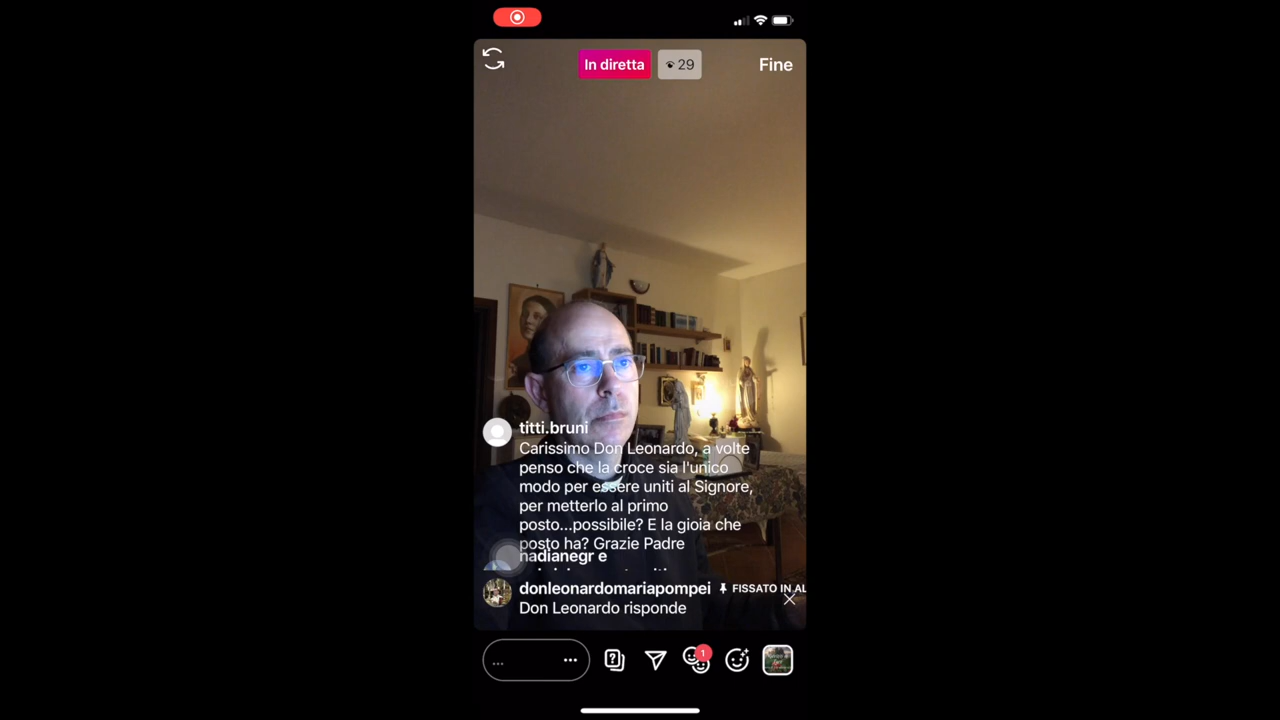 In diretta
29
Fine
titti.bruni
Carissimo Don Leonardo, a volte
penso che la croce sia l'unico
modo per essere uniti al Signore,
per metterlo al primo
posto...possibile? E la gioia che
posto ha? Grazie Padre
nadianegr e
donleonardomariapompei FISSATO IN AL
Don Leonardo risponde
...
1